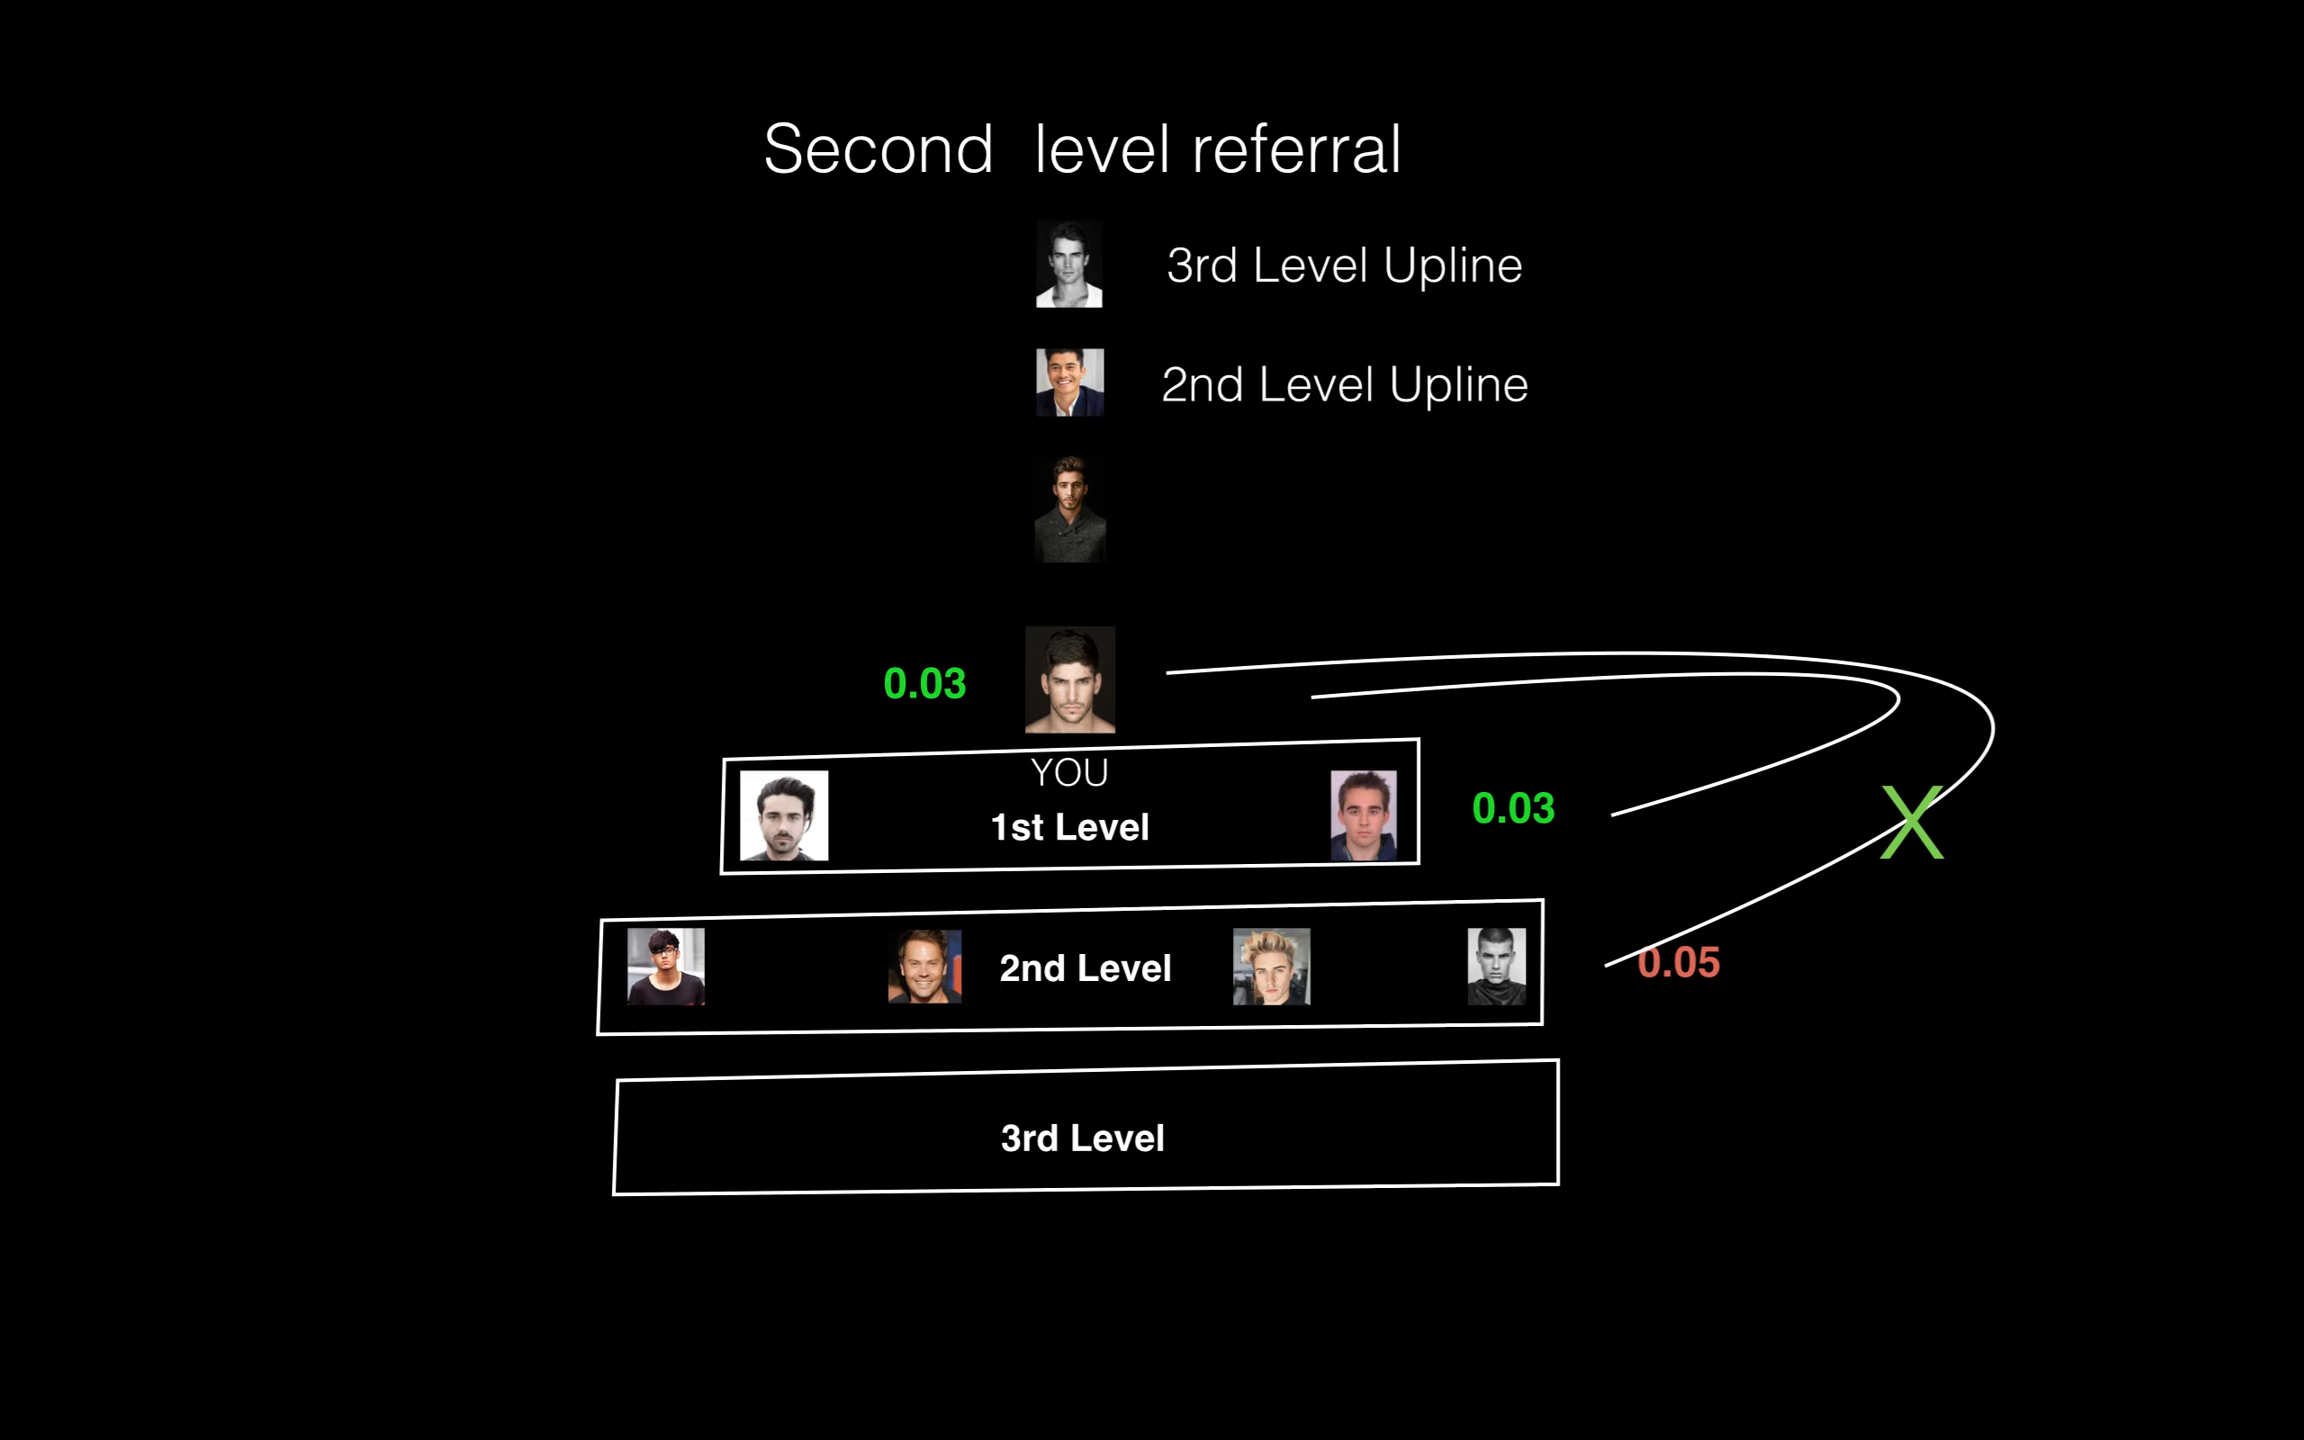 Second  level referral
3rd Level Upline
2nd Level Upline
0.03
YOU
1st Level
0.03
X
2nd Level
0.05
3rd Level